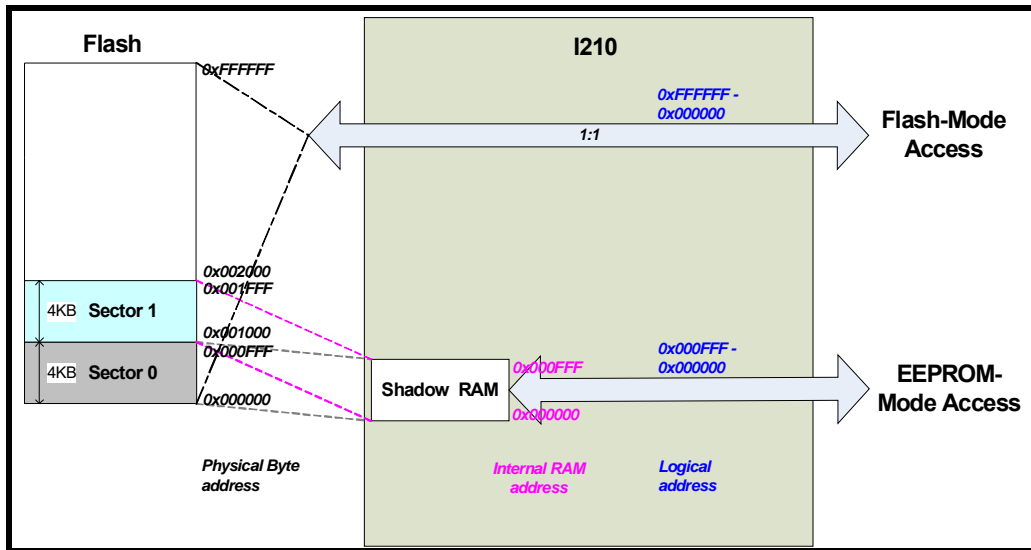 Flash
I210
0xFFFFFF
0xFFFFFF -
0x000000
1:1
Flash-Mode
Access
0x002000
0x001FFF
4KB Sector 1
0x001000
0x000FFF
4KB Sector 0
0x000000
Shadow RAM
0x000FFF
0x000000
0x000FFF -
0x000000
EEPROM-
Mode Access
Physical Byte
address
Internal RAM
address
Logical
address